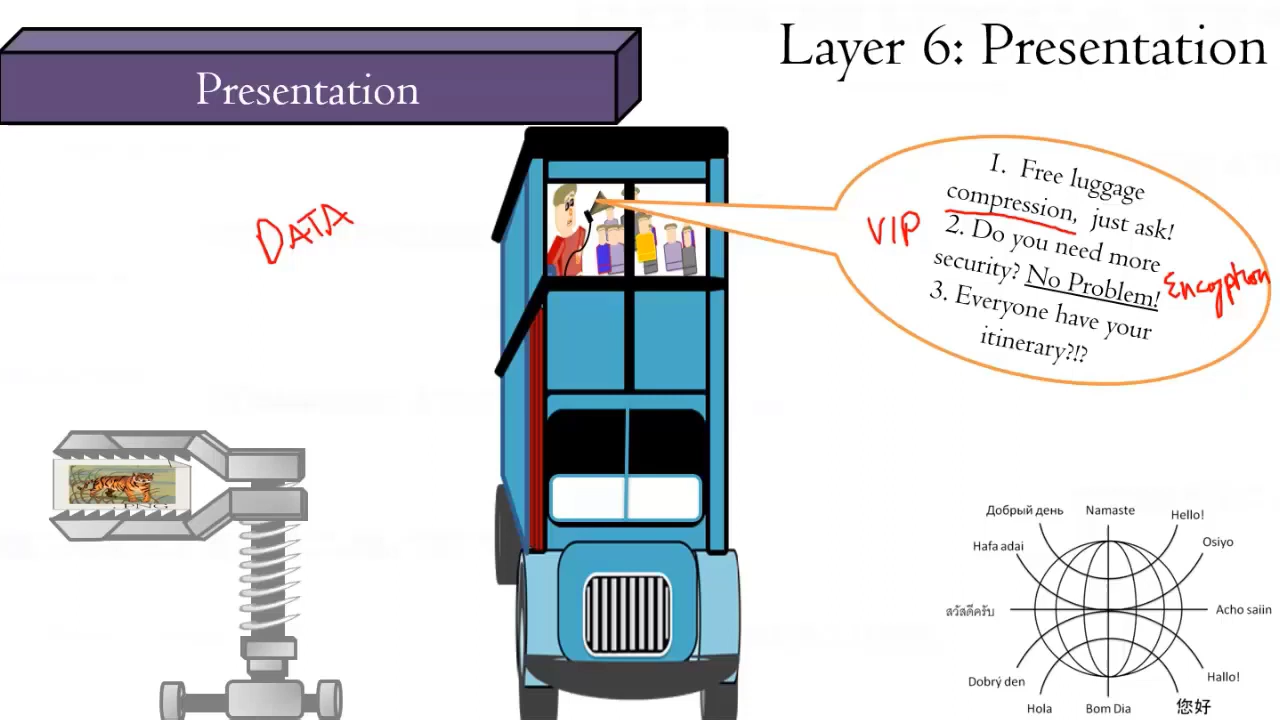 Layer 6: Presentation
Presentation
DATA
VIP
1. Free luggage
compression, just ask!
2. Do you need more
security? No Problem!
3. Everyone have your
itinerary?!?
Encryption
PNG
Добрый день
Namaste
Hello!
Hafa adai
Osiyo
สวัสดีครับ
Acho saiin
Dobrý den
Hallo!
Hola
Bom Dia
您好